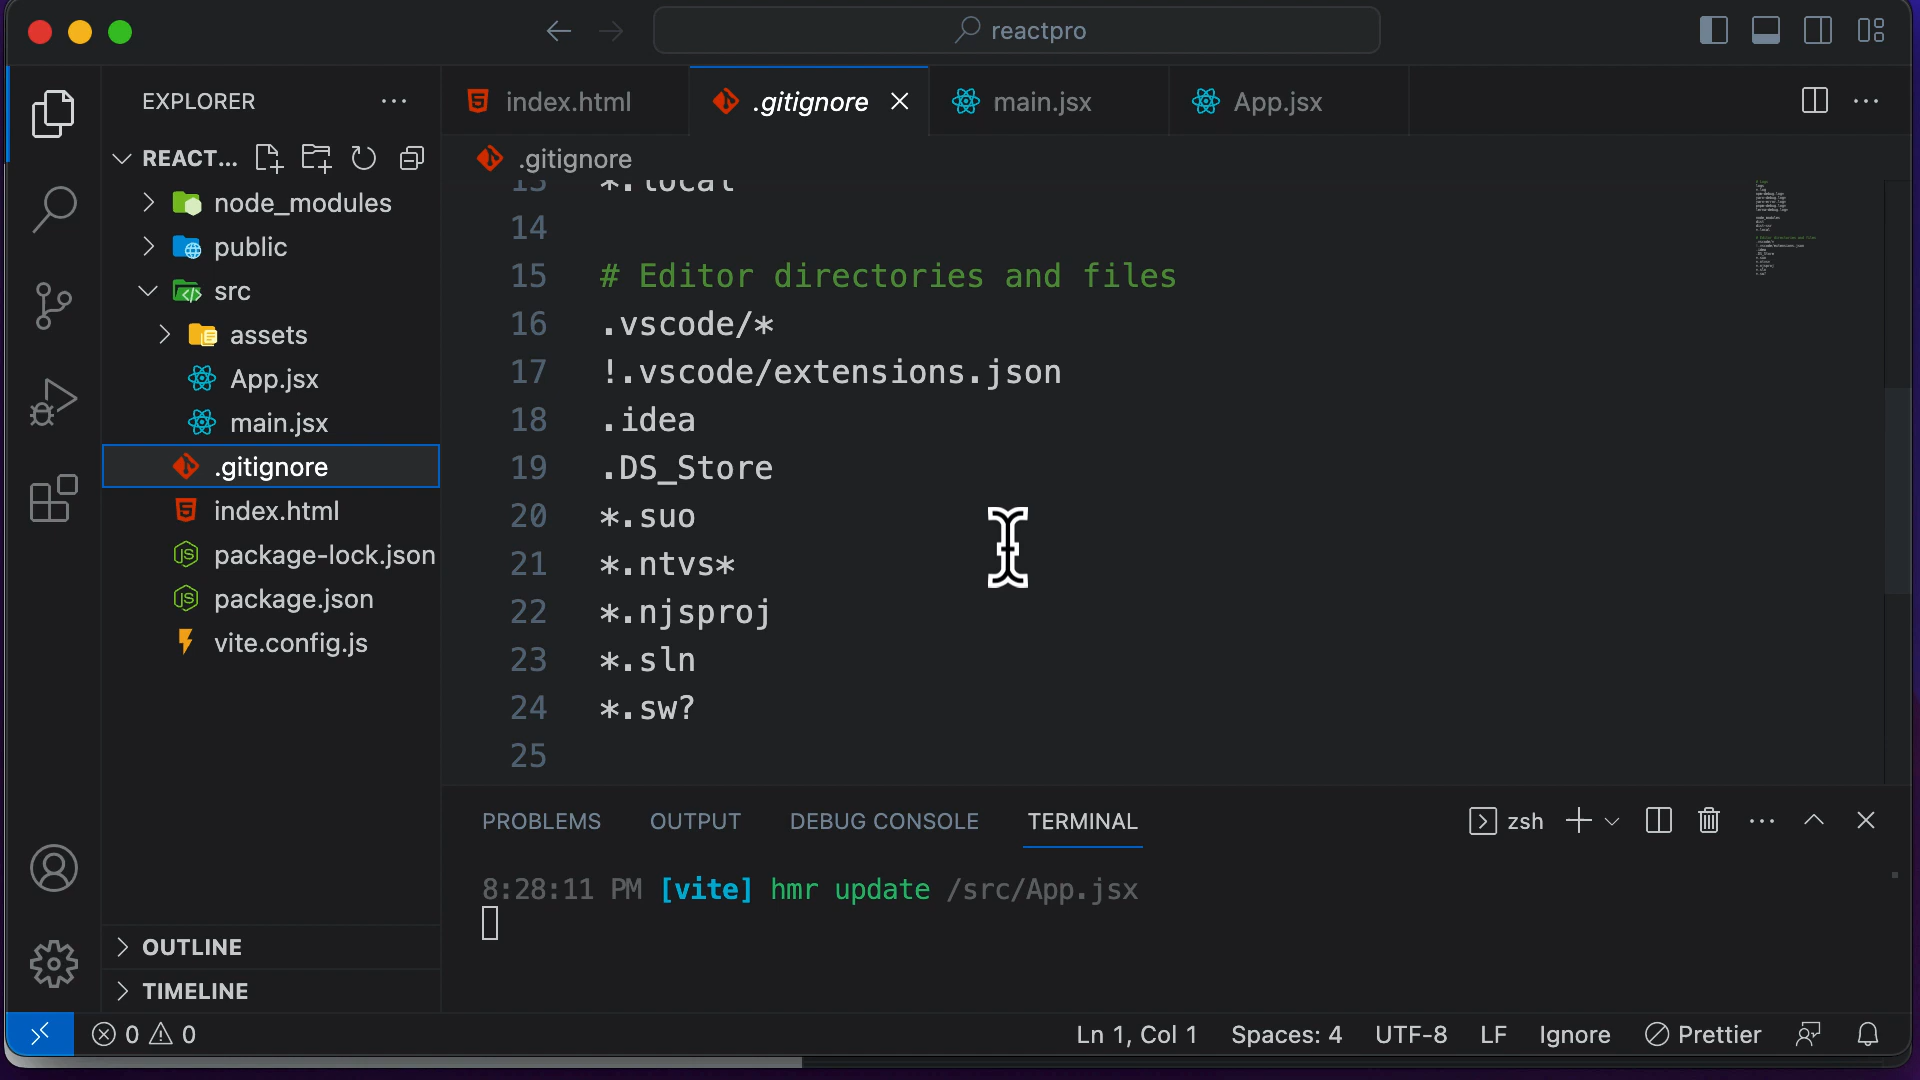 reactpro
EXPLORER
index.html
.gitignore
main.jsx
App.jsx
REACT...
.gitignore
node_modules
public
src
assets
App.jsx
main.jsx
.gitignore
index.html
package-lock.json
package.json
vite.config.js
OUTLINE
TIMELINE
13 *.local
14
15 # Editor directories and files
16 .vscode/*
17 !.vscode/extensions.json
18 .idea
19 .DS_Store
20 *.suo
21 *.ntvs*
22 *.njsproj
23 *.sln
24 *.sw?
25
PROBLEMS OUTPUT DEBUG CONSOLE TERMINAL zsh
8:28:11 PM [vite] hmr update /src/App.jsx
0 0 Ln 1, Col 1 Spaces: 4 UTF-8 LF Ignore Prettier